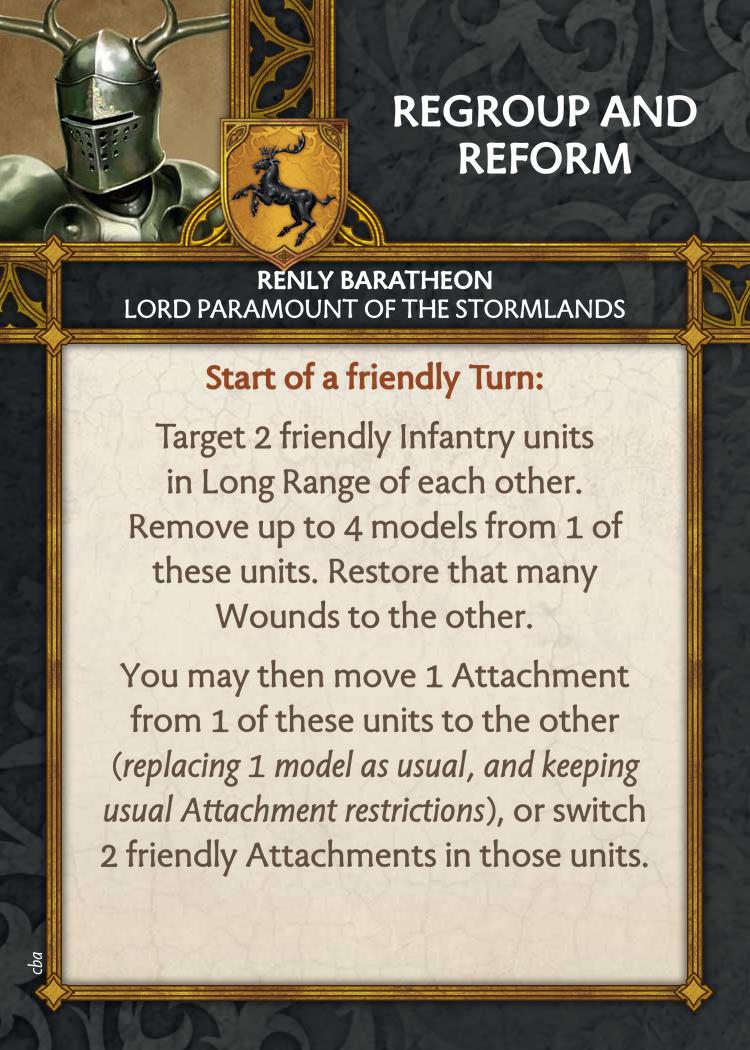 REGROUP AND
REFORM
RENLY BARATHEON
LORD PARAMOUNT OF THE STORMLANDS
Start of a friendly Turn:
Target 2 friendly Infantry units
in Long Range of each other.
Remove up to 4 models from 1 of
these units. Restore that many
Wounds to the other.
You may then move 1 Attachment
from 1 of these units to the other
(replacing 1 model as usual, and keeping
usual Attachment restrictions), or switch
2 friendly Attachments in those units.
cba